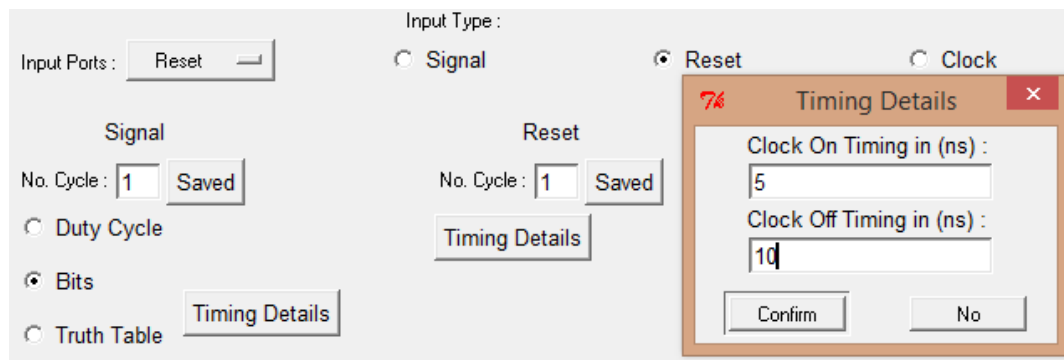 Input Type :
Input Ports : Reset
Signal Reset Clock
Signal
No. Cycle : 1 Saved
Duty Cycle
Bits
Truth Table
Timing Details
Reset
No. Cycle : 1 Saved
Timing Details
Timing Details
Clock On Timing in (ns) :
5
Clock Off Timing in (ns) :
10
Confirm No